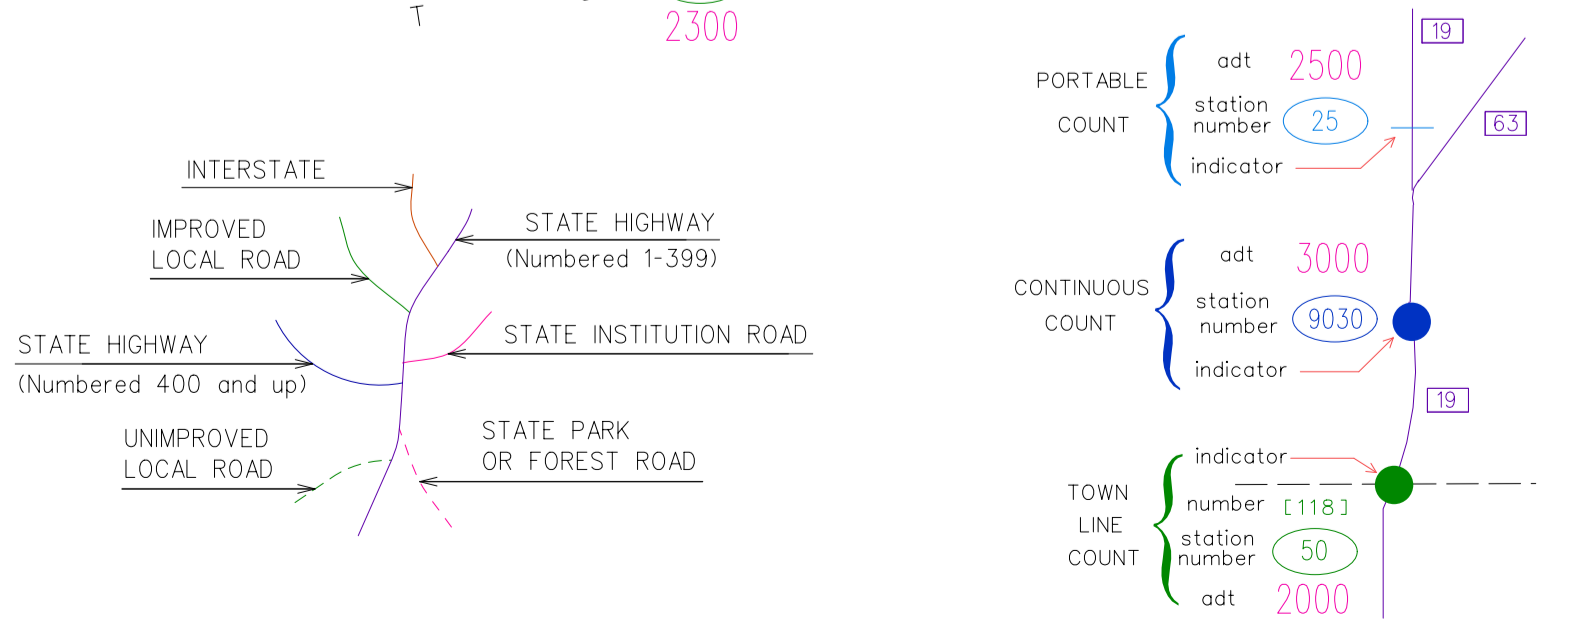 T
2300
INTERSTATE
IMPROVED
LOCAL ROAD
STATE HIGHWAY
(Numbered 1-399)
STATE HIGHWAY
(Numbered 400 and up)
STATE INSTITUTION ROAD
UNIMPROVED
LOCAL ROAD
STATE PARK
OR FOREST ROAD
PORTABLE
COUNT
adt 2500
station
number 25
indicator
19
63
CONTINUOUS
COUNT
adt 3000
station
number 9030
indicator
19
TOWN
LINE
COUNT
indicator
number [118]
station
number 50
adt 2000